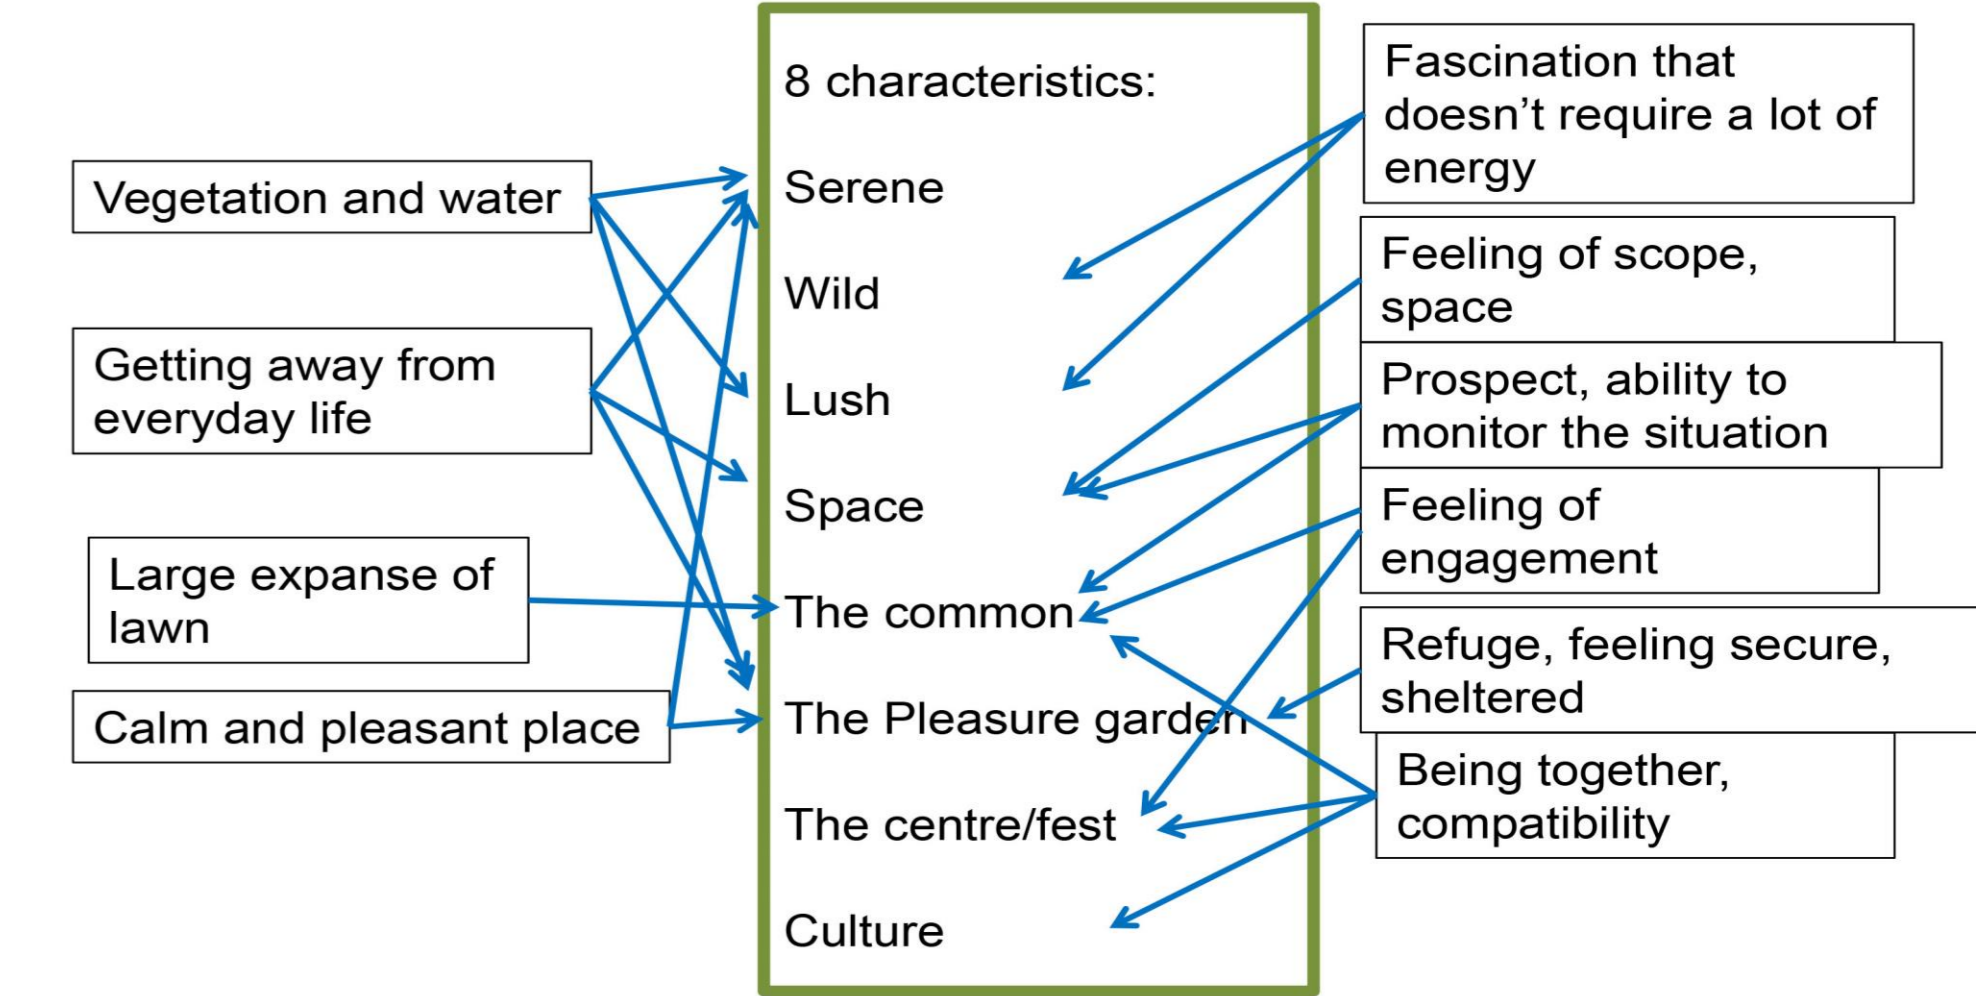 Vegetation and water
Getting away from
everyday life
Large expanse of
lawn
Calm and pleasant place
8 characteristics:
Serene
Wild
Lush
Space
The common
The Pleasure garden
The centre/fest
Culture
Fascination that
doesn’t require a lot of
energy
Feeling of scope,
space
Prospect, ability to
monitor the situation
Feeling of
engagement
Refuge, feeling secure,
sheltered
Being together,
compatibility